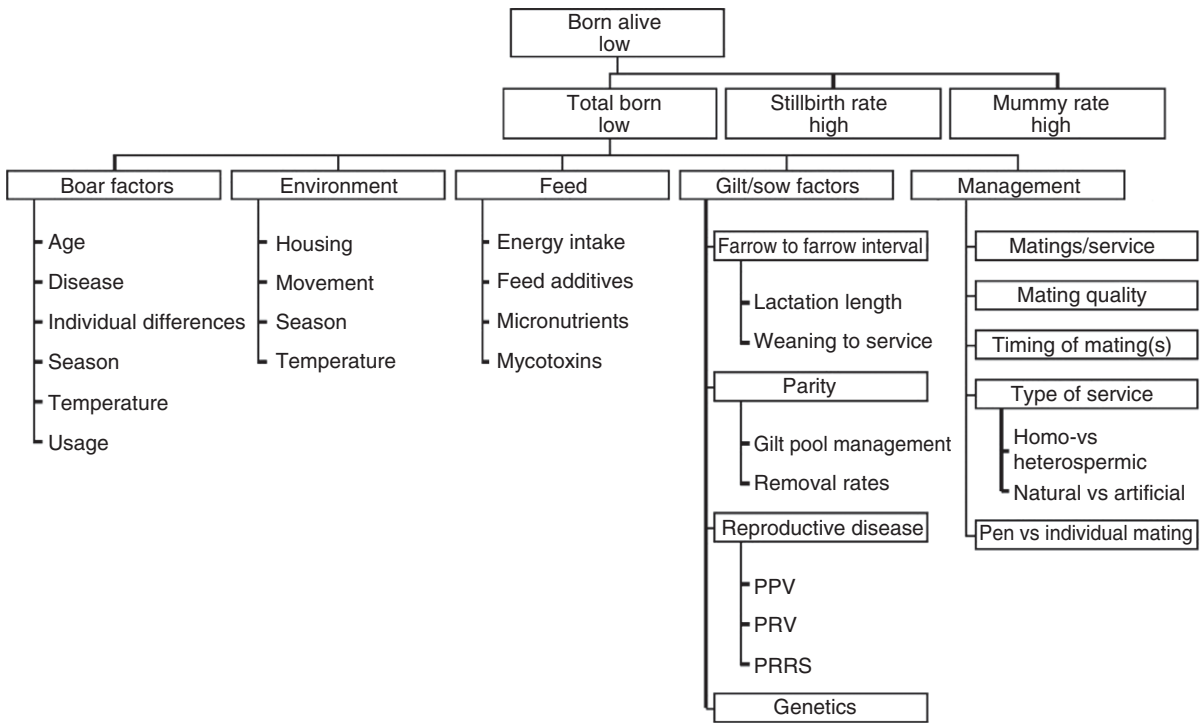 Born alive
low
Total born
low
Stillbirth rate
high
Mummy rate
high
Boar factors
Age
Disease
Individual differences
Season
Temperature
Usage
Environment
Housing
Movement
Season
Temperature
Feed
Energy intake
Feed additives
Micronutrients
Mycotoxins
Gilt/sow factors
Farrow to farrow interval
Lactation length
Weaning to service
Parity
Gilt pool management
Removal rates
Reproductive disease
PPV
PRV
PRRS
Genetics
Management
Matings/service
Mating quality
Timing of mating(s)
Type of service
Homo-vs
heterospermic
Natural vs artificial
Pen vs individual mating